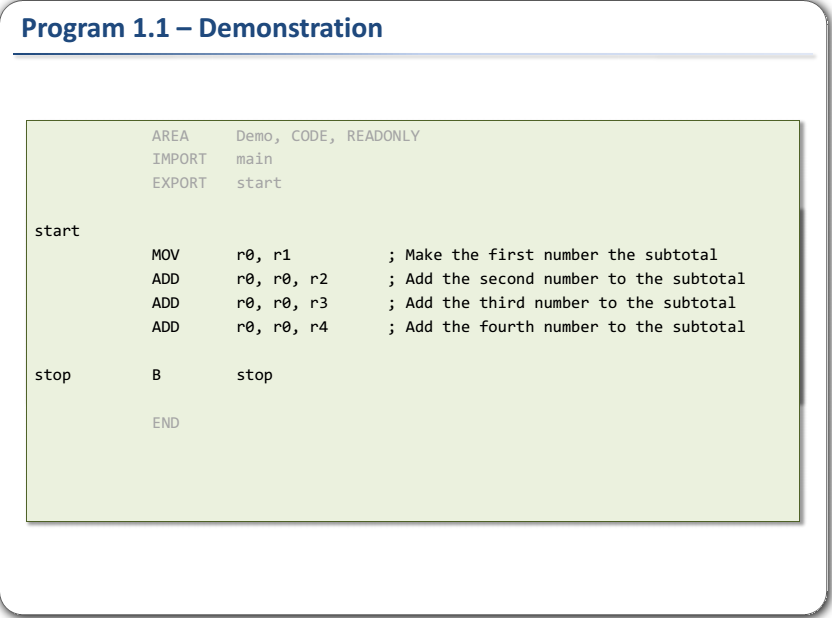 Program 1.1 – Demonstration
AREA Demo, CODE, READONLY
IMPORT main
EXPORT start
start
MOV r0, r1 ; Make the first number the subtotal
ADD r0, r0, r2 ; Add the second number to the subtotal
ADD r0, r0, r3 ; Add the third number to the subtotal
ADD r0, r0, r4 ; Add the fourth number to the subtotal
stop B stop
END